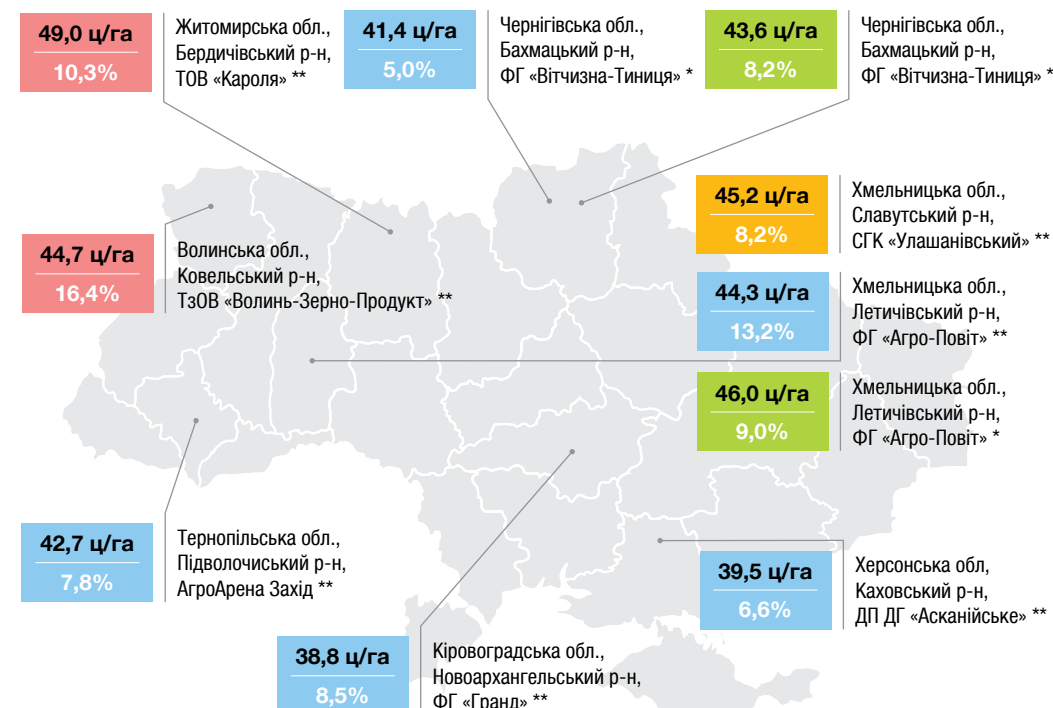 49,0 ц/га
10,3%
Житомирська обл.,
Бердичівський р-н,
ТОВ «Кароля» **
41,4 ц/га
5,0%
Чернігівська обл.,
Бахмацький р-н,
ФГ «Вітчизна-Тиниця» *
43,6 ц/га
8,2%
Чернігівська обл.,
Бахмацький р-н,
ФГ «Вітчизна-Тиниця» *
45,2 ц/га
8,2%
Хмельницька обл.,
Славутський р-н,
СГК «Улашанівський» **
44,7 ц/га
16,4%
Волинська обл.,
Ковельський р-н,
ТзОВ «Волинь-Зерно-Продукт» **
44,3 ц/га
13,2%
Хмельницька обл.,
Летичівський р-н,
ФГ «Агро-Повіт» **
46,0 ц/га
9,0%
Хмельницька обл.,
Летичівський р-н,
ФГ «Агро-Повіт» *
42,7 ц/га
7,8%
Тернопільська обл.,
Підволочиський р-н,
АгроАрена Захід **
39,5 ц/га
6,6%
Херсонська обл,
Каховський р-н,
ДП ДГ «Асканійське» **
38,8 ц/га
8,5%
Кіровоградська обл.,
Новоархангельський р-н,
ФГ «Гранд» **